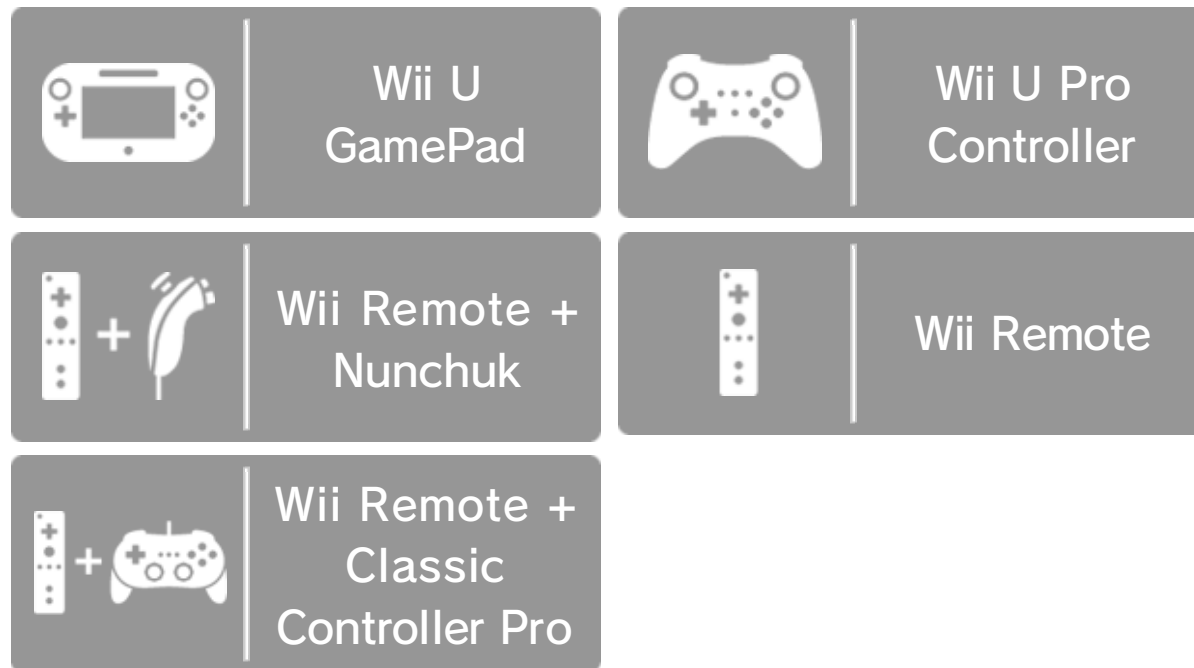 Wii U
GamePad
Wii U Pro
Controller
Wii Remote +
Nunchuk
Wii Remote
Wii Remote +
Classic
Controller Pro